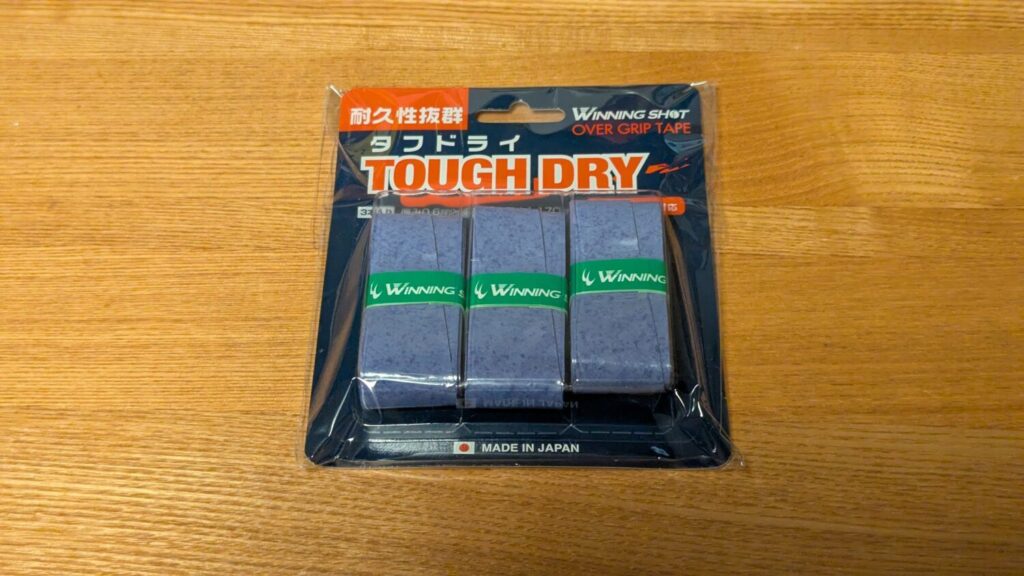 耐久性抜群
WINNING SHOT
OVER GRIP TAPE
タフドライ
TOUGH DRY
WINNING S
WINNING S
WINNING
MADE IN JAPAN